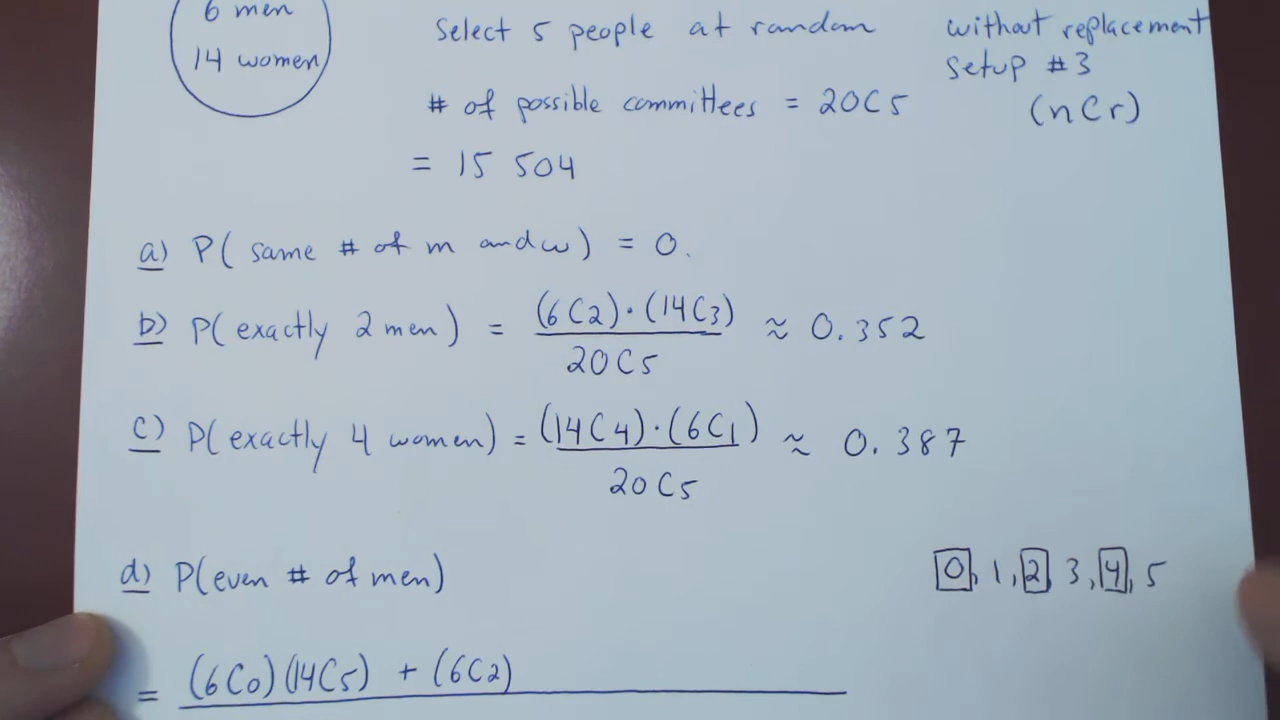 6 men
14 women
Select 5 people at random
without replacement
setup #3
(nCr)
# of possible committees = 20C5
= 15 504
a) P( same # of m and w) = 0.
b) P(exactly 2 men) = (6C2)·(14C3) ≈ 0.352
20C5
c) P(exactly 4 women) = (14C4)·(6C1) ≈ 0.387
20C5
d) P(even # of men)
0, 1, 2, 3, 4, 5
= (6C0)(14C5) + (6C2)